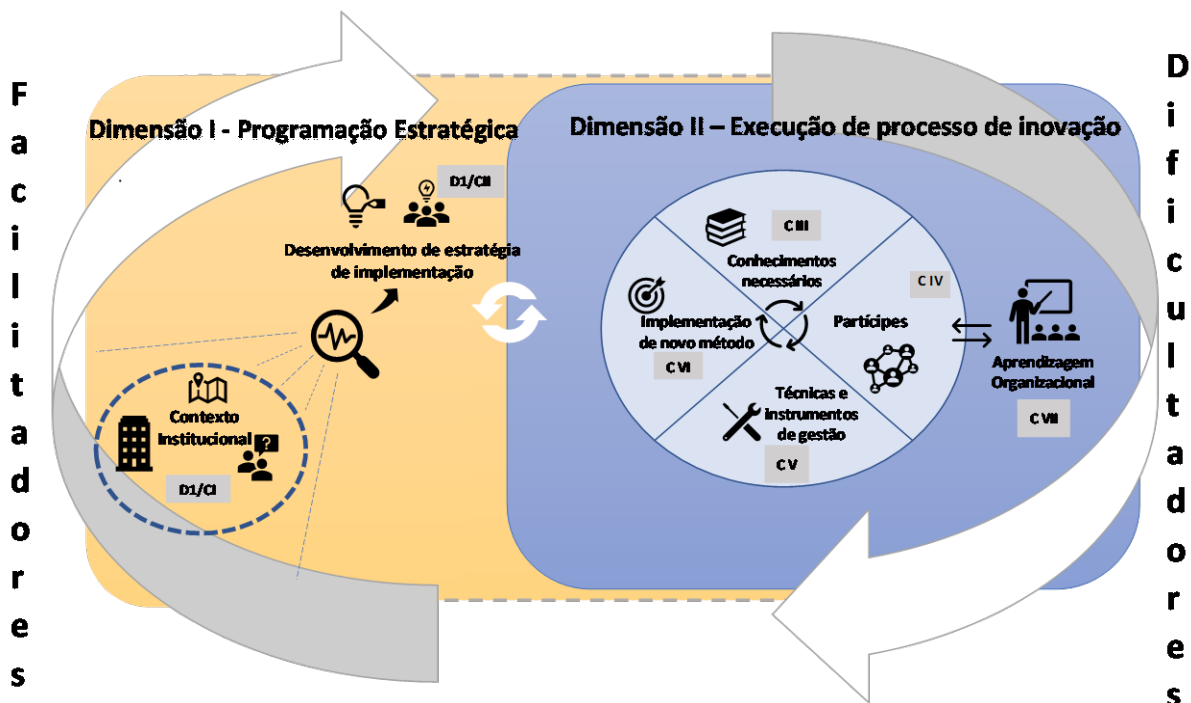 Facilitadores
Dimensão I - Programação Estratégica
D1/CII
Desenvolvimento de estratégia
de implementação
Contexto
Institucional
D1/CI
Dimensão II – Execução de processo de inovação
C III
Conhecimentos
necessários
C IV
Partícipes
Implementação
de novo método
C VI
Técnicas e
instrumentos
de gestão
C V
Aprendizagem
Organizacional
C VII
Dificultadores